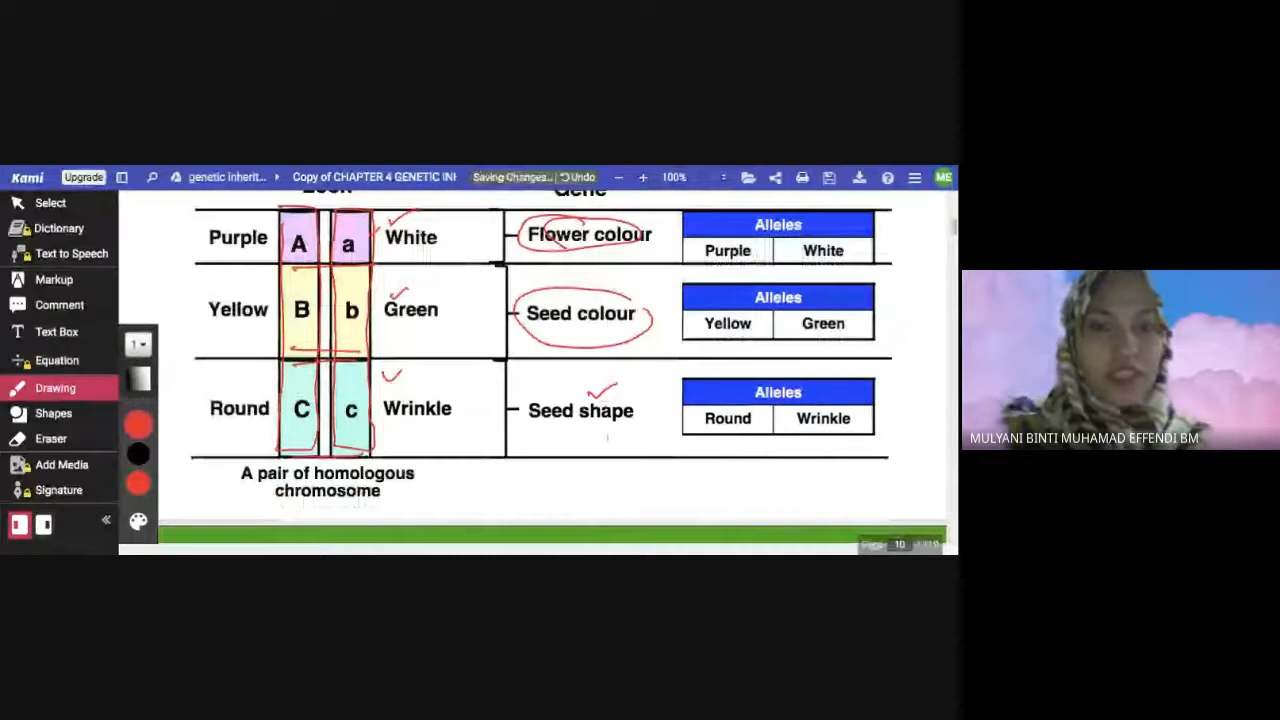 Kami
Upgrade
genetic inherit...
Copy of CHAPTER 4 GENETIC INH
Saving Changes...
Undo
100%
ME
Select
Dictionary
Text to Speech
Markup
Comment
Text Box
Equation
Drawing
Shapes
Eraser
Add Media
Signature
1
Gene
Purple A a White Flower colour
Alleles
Purple White
Yellow B b Green Seed colour
Alleles
Yellow Green
Round C c Wrinkle Seed shape
Alleles
Round Wrinkle
A pair of homologous
chromosome
10
MULYANI BINTI MUHAMAD EFFENDI BM